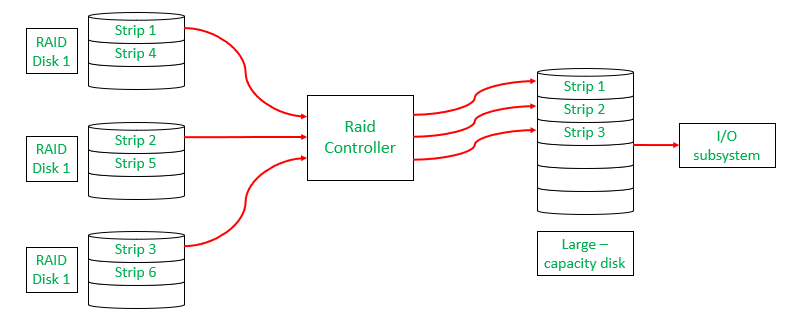 RAID
Disk 1
Strip 1
Strip 4
RAID
Disk 1
Strip 2
Strip 5
RAID
Disk 1
Strip 3
Strip 6
Raid
Controller
Strip 1
Strip 2
Strip 3
Large –
capacity disk
I/O
subsystem